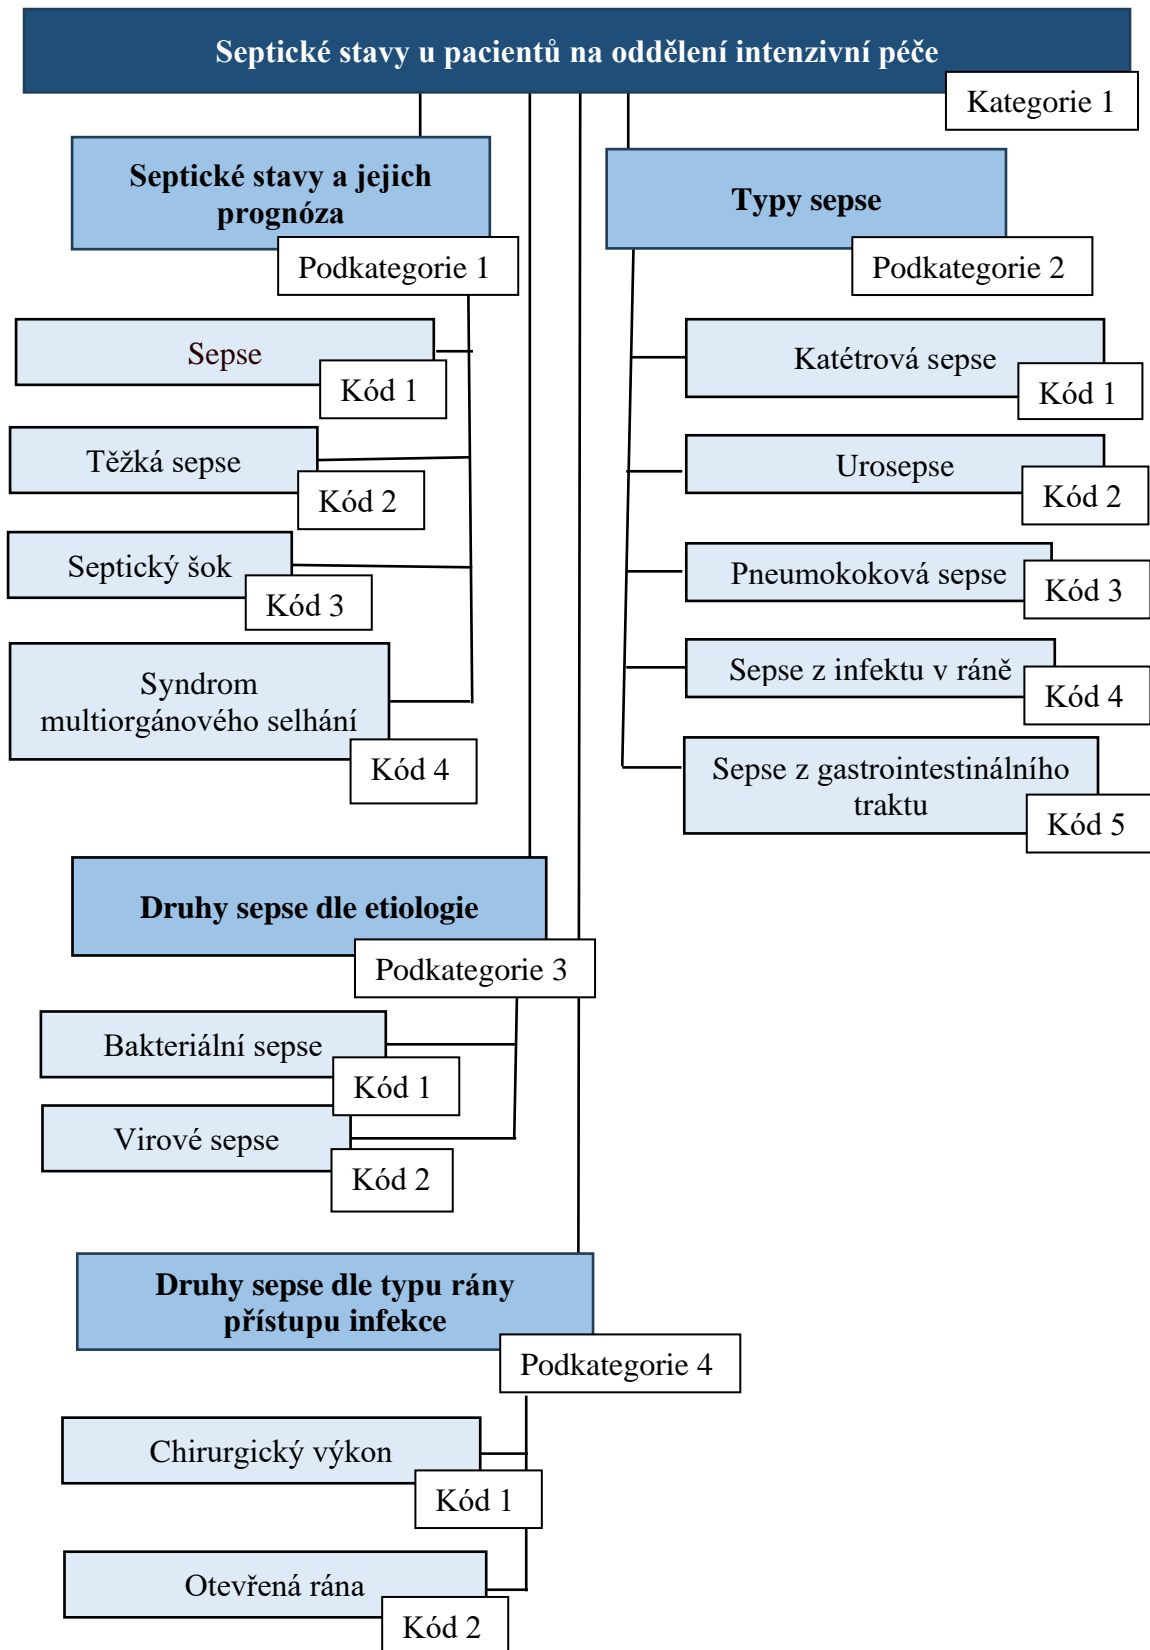 Septické stavy u pacientů na oddělení intenzivní péče
Kategorie 1
Septické stavy a jejich
prognóza
Podkategorie 1
Sepse
Kód 1
Těžká sepse
Kód 2
Septický šok
Kód 3
Syndrom
multiorgánového selhání
Kód 4
Typy sepse
Podkategorie 2
Katétrová sepse
Kód 1
Urosepse
Kód 2
Pneumokoková sepse
Kód 3
Sepse z infektu v ráně
Kód 4
Sepse z gastrointestinálního
traktu
Kód 5
Druhy sepse dle etiologie
Podkategorie 3
Bakteriální sepse
Kód 1
Virové sepse
Kód 2
Druhy sepse dle typu rány
přístupu infekce
Podkategorie 4
Chirurgický výkon
Kód 1
Otevřená rána
Kód 2